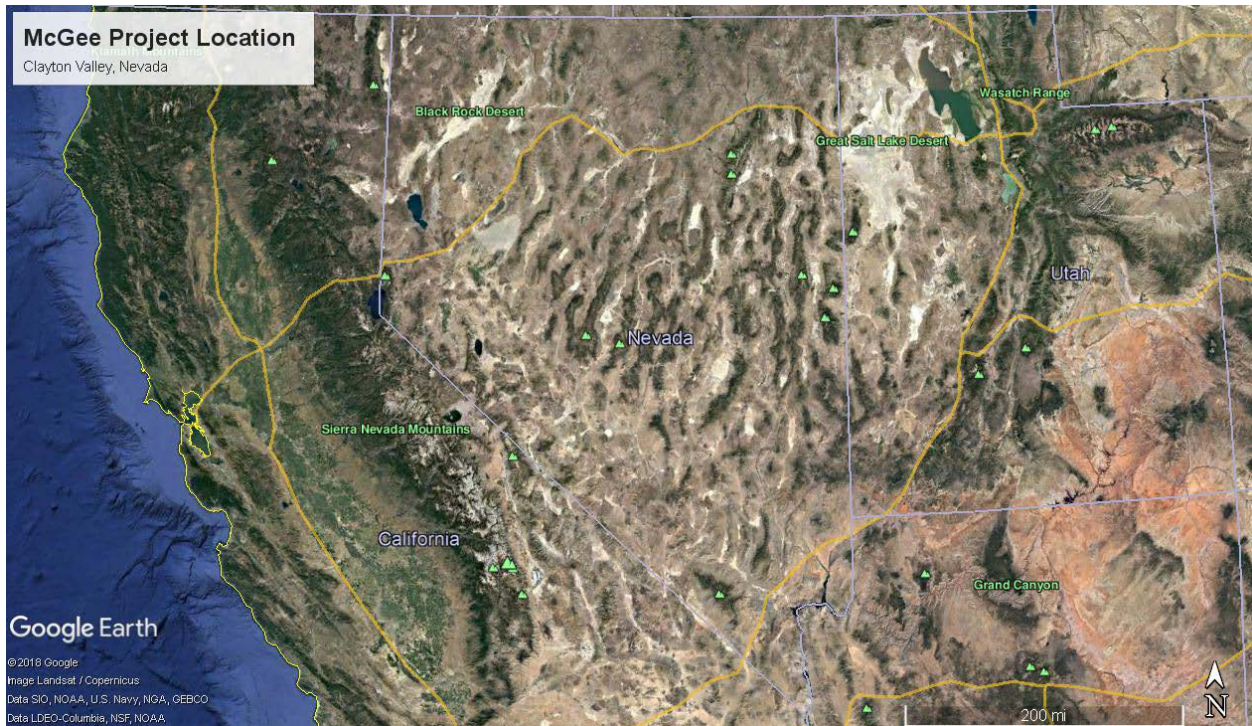 McGee Project Location
Clayton Valley, Nevada
Klamath Mountains
Black Rock Desert
Wasatch Range
Great Salt Lake Desert
Utah
Nevada
Sierra Nevada Mountains
California
Grand Canyon
Google Earth
©2018 Google
Image Landsat / Copernicus
Data SIO, NOAA, U.S. Navy, NGA, GEBCO
Data LDEO-Columbia, NSF, NOAA
200 mi
N